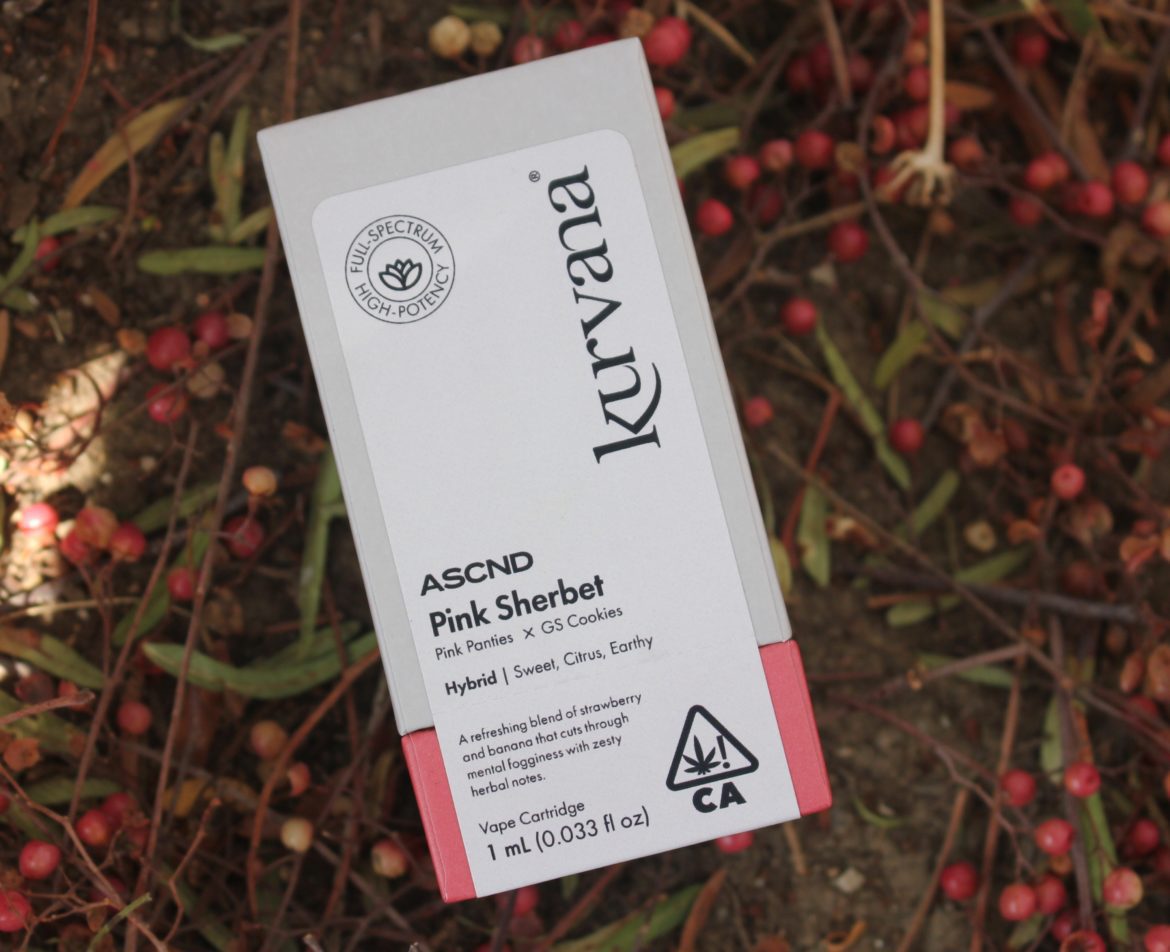 FULL-SPECTRUM
HIGH-POTENCY
kurvana®
ASCND
Pink Sherbet
Pink Panties X GS Cookies
Hybrid | Sweet, Citrus, Earthy
A refreshing blend of strawberry
and banana that cuts through
mental fogginess with zesty
herbal notes.
Vape Cartridge
1 mL (0.033 fl oz)
!
CA